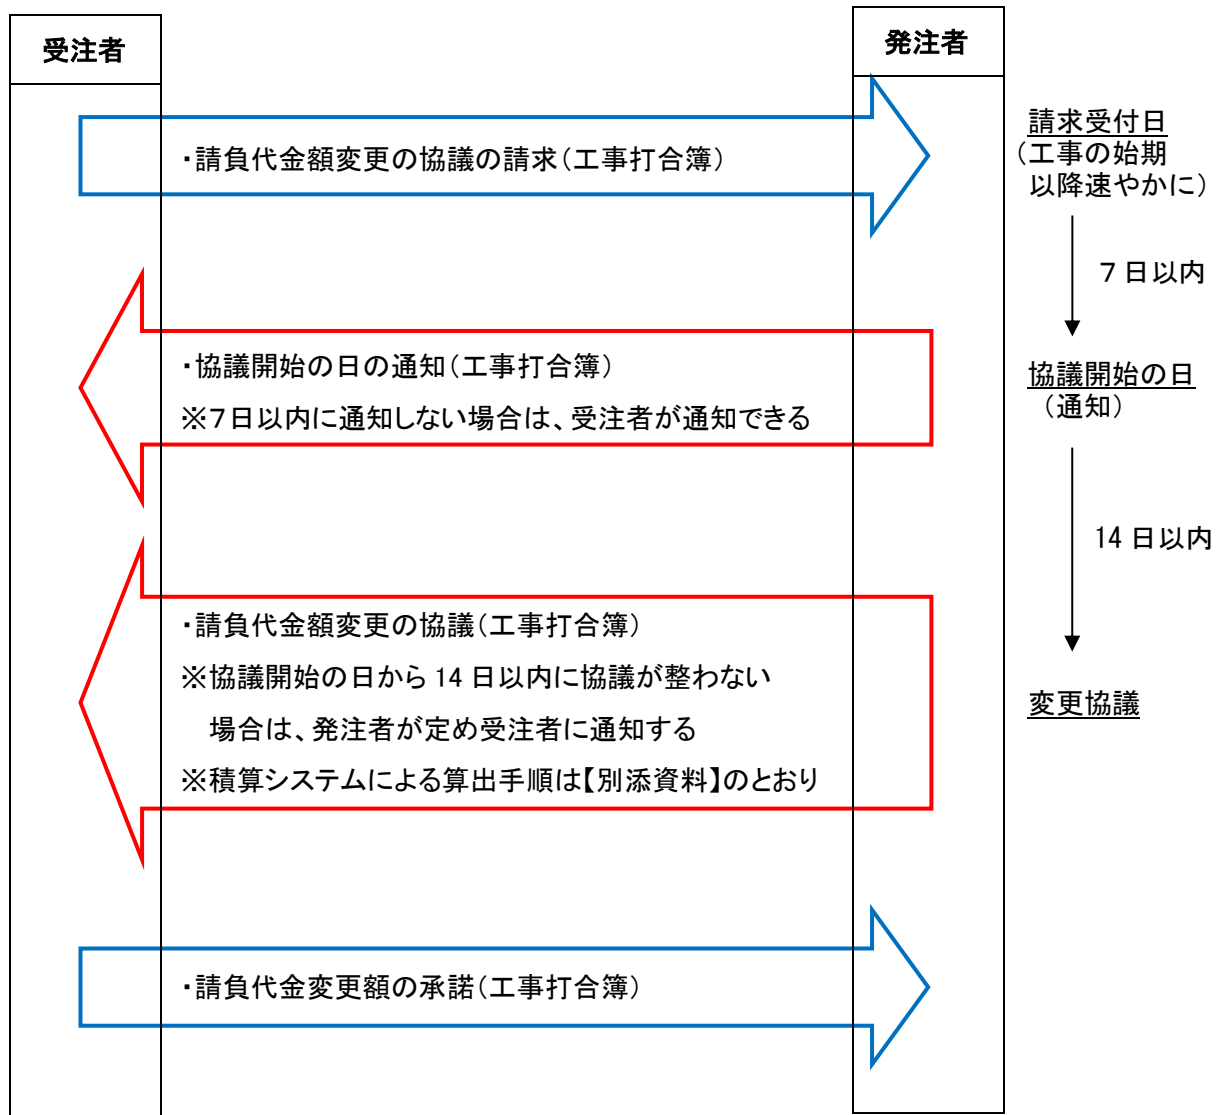 受注者
発注者
・請負代金額変更の協議の請求（工事打合簿）
請求受付日
（工事の始期
以降速やかに）
７日以内
・協議開始の日の通知（工事打合簿）
※７日以内に通知しない場合は、受注者が通知できる
協議開始の日
（通知）
14 日以内
・請負代金額変更の協議（工事打合簿）
※協議開始の日から 14 日以内に協議が整わない
場合は、発注者が定め受注者に通知する
※積算システムによる算出手順は【別添資料】のとおり
変更協議
・請負代金変更額の承諾（工事打合簿）